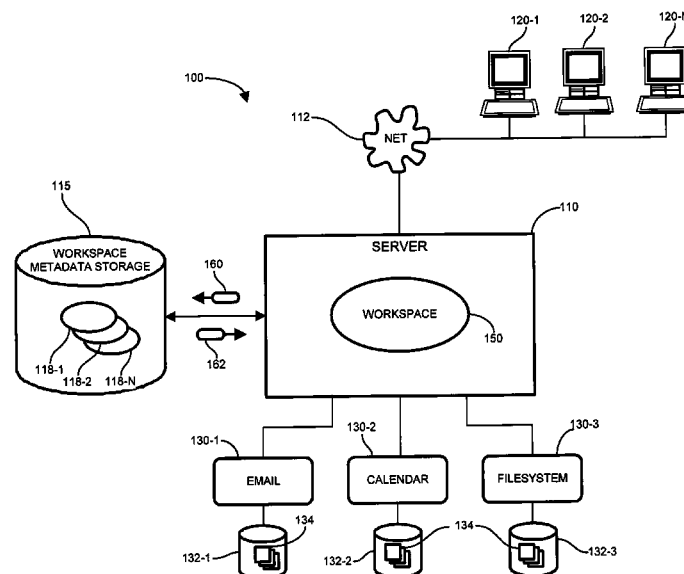 120-1
120-2
120-N
100
112
NET
115
110
SERVER
WORKSPACE
METADATA STORAGE
160
WORKSPACE
150
118-1
118-2
118-N
162
130-1
130-2
130-3
EMAIL
CALENDAR
FILESYSTEM
134
134
132-1
132-2
132-3